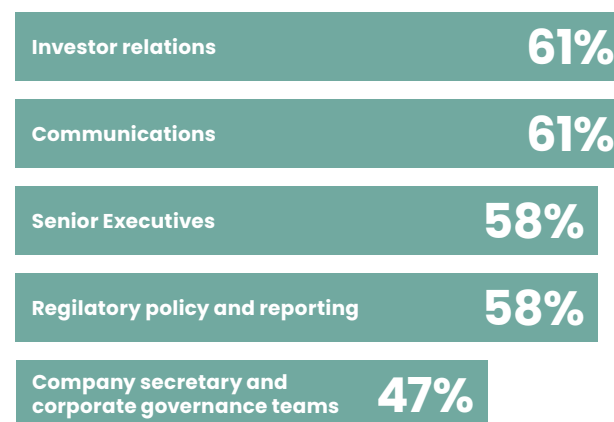 Investor relations 61%
Communications 61%
Senior Executives 58%
Regilatory policy and reporting 58%
Company secretary and
corporate governance teams 47%